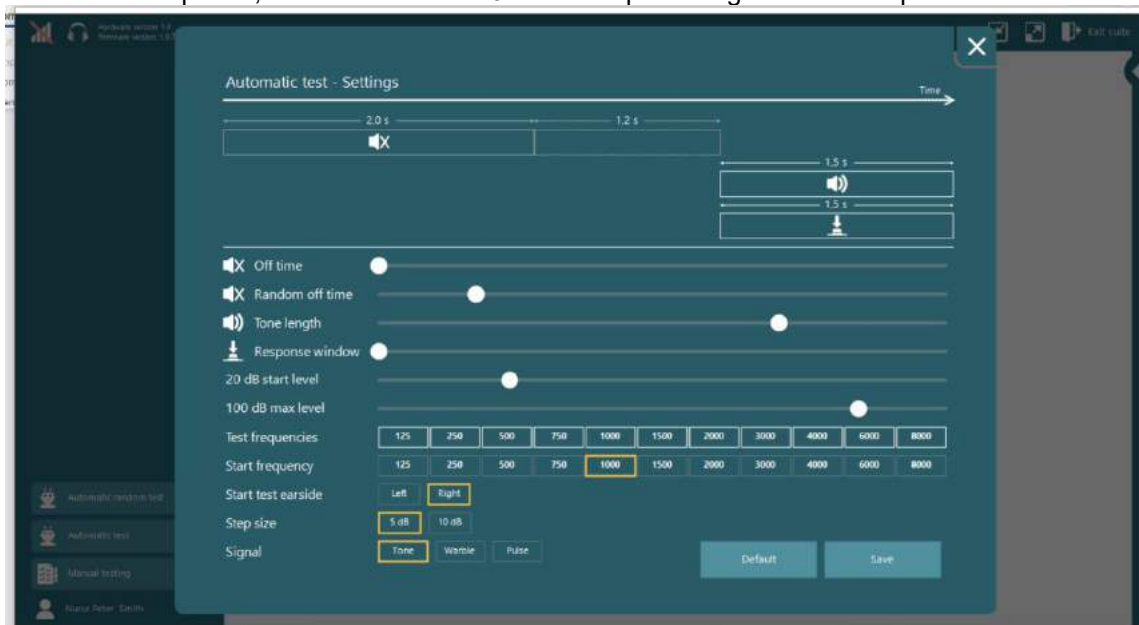 Exit suite
Automatic test - Settings
Time
2.0 s
1.2 s
1.5 s
1.5 s
Off time
Random off time
Tone length
Response window
20 dB start level
100 dB max level
Test frequencies 125 250 500 750 1000 1500 2000 3000 4000 6000 8000
Start frequency 125 250 500 750 1000 1500 2000 3000 4000 6000 8000
Start test earside Left Right
Step size 5 dB 10 dB
Signal Tone Warble Pulse
Default Save
Automatic random test
Automatic test
Manual testing
Nurse Peter Smith